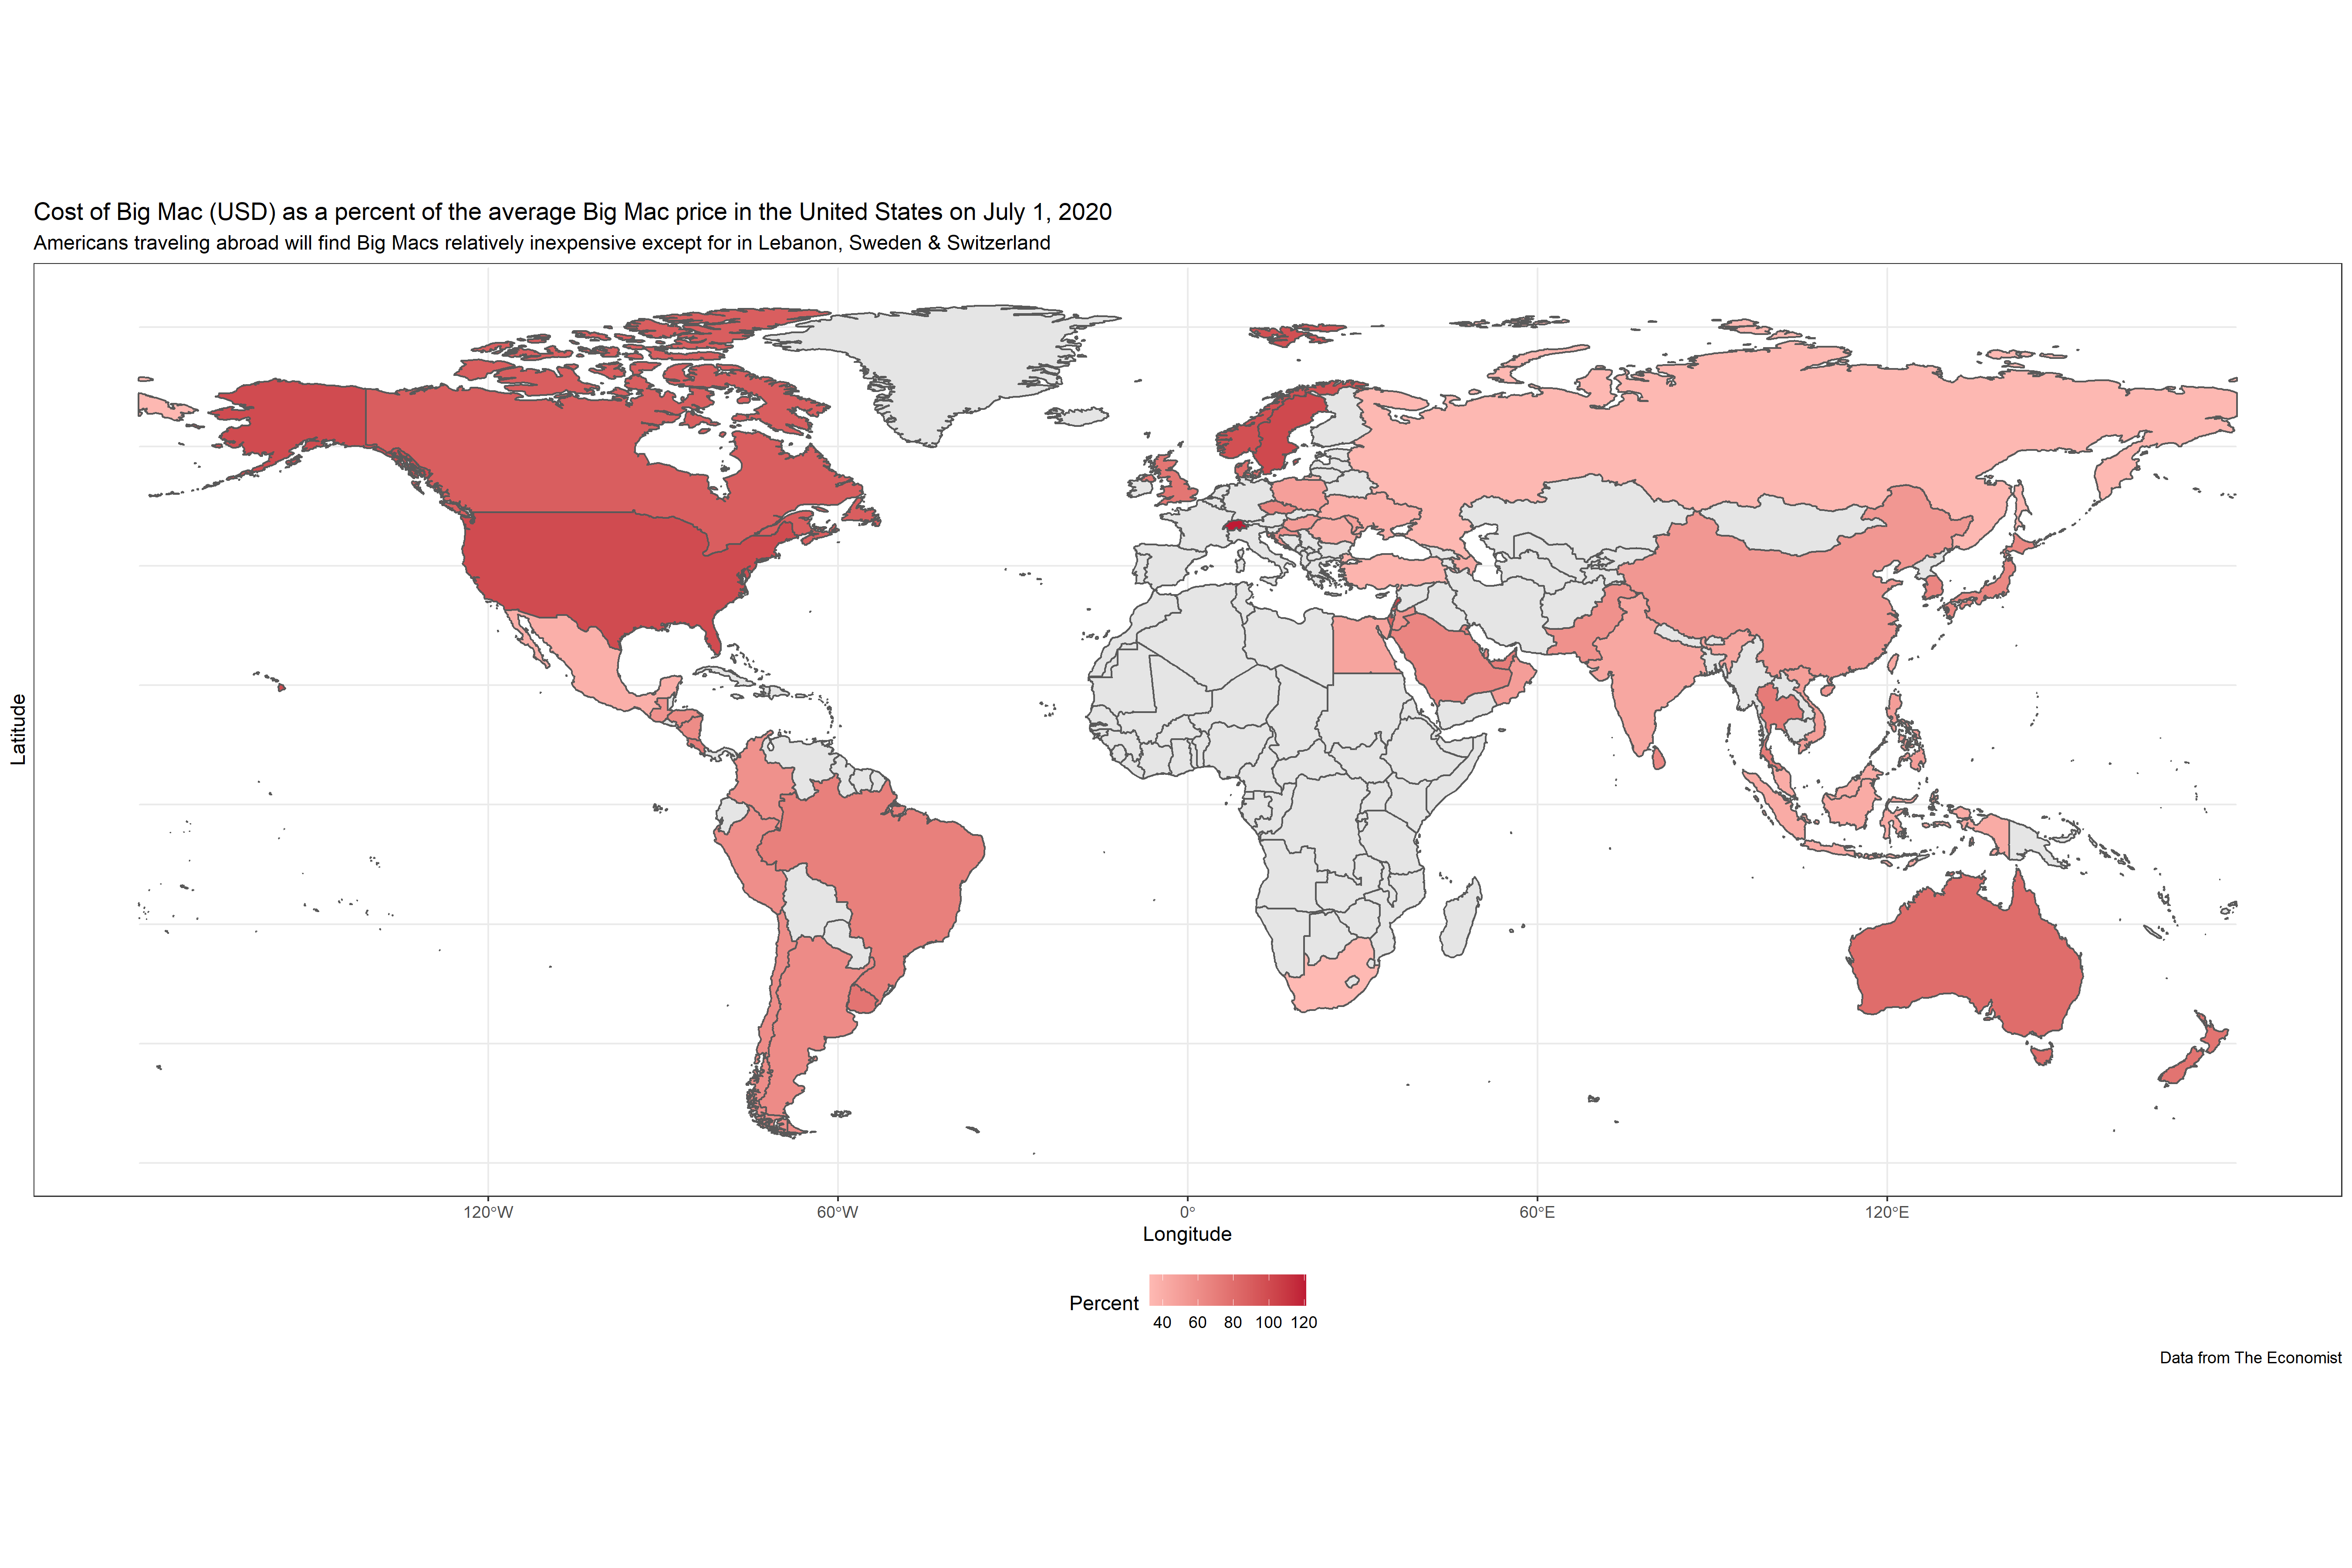 Cost of Big Mac (USD) as a percent of the average Big Mac price in the United States on July 1, 2020
Americans traveling abroad will find Big Macs relatively inexpensive except for in Lebanon, Sweden & Switzerland
Latitude
120°W 60°W 0° 60°E 120°E
Longitude
Percent
40 60 80 100 120
Data from The Economist